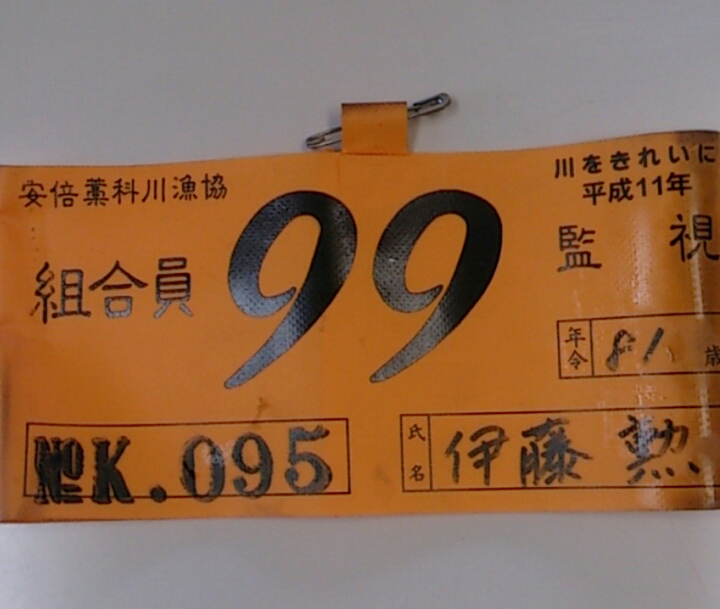 安倍藁科川漁協
川をきれいに
平成11年
組合員
99
監視
年令 81 歳
№K.095
氏名 伊藤 勲